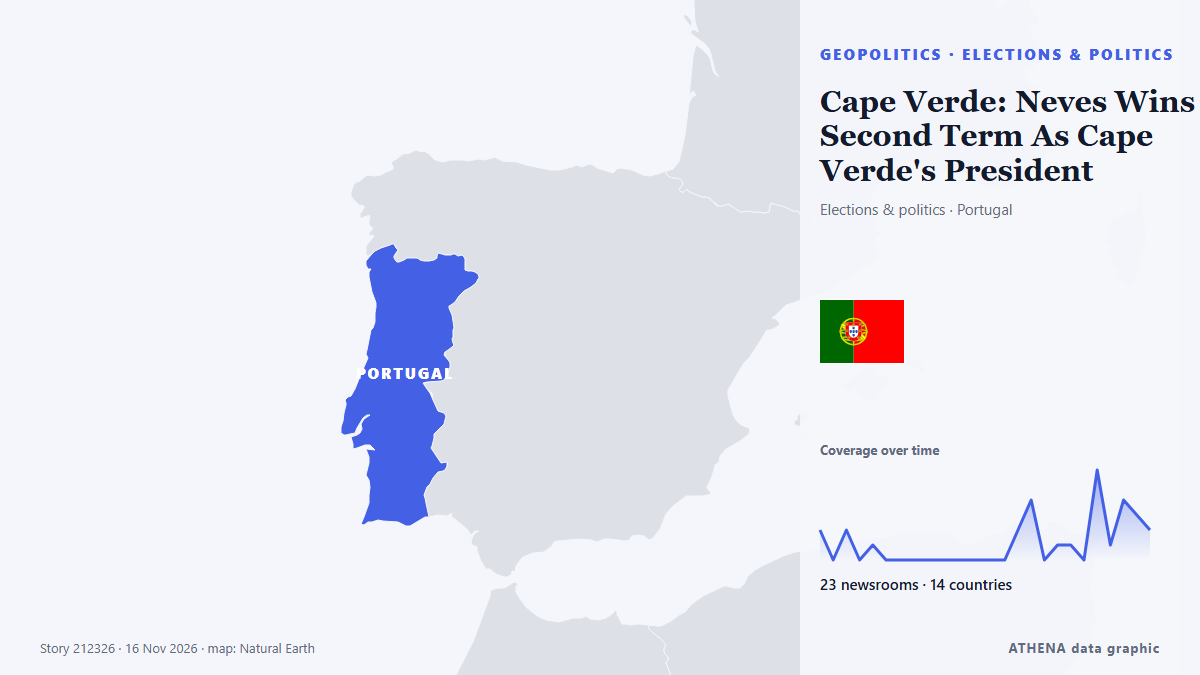 GEOPOLITICS · ELECTIONS & POLITICS
Cape Verde: Neves Wins
Second Term As Cape
Verde's President
Elections & politics · Portugal
PORTUGAL
Coverage over time
23 newsrooms · 14 countries
Story 212326 · 16 Nov 2026 · map: Natural Earth
ATHENA data graphic